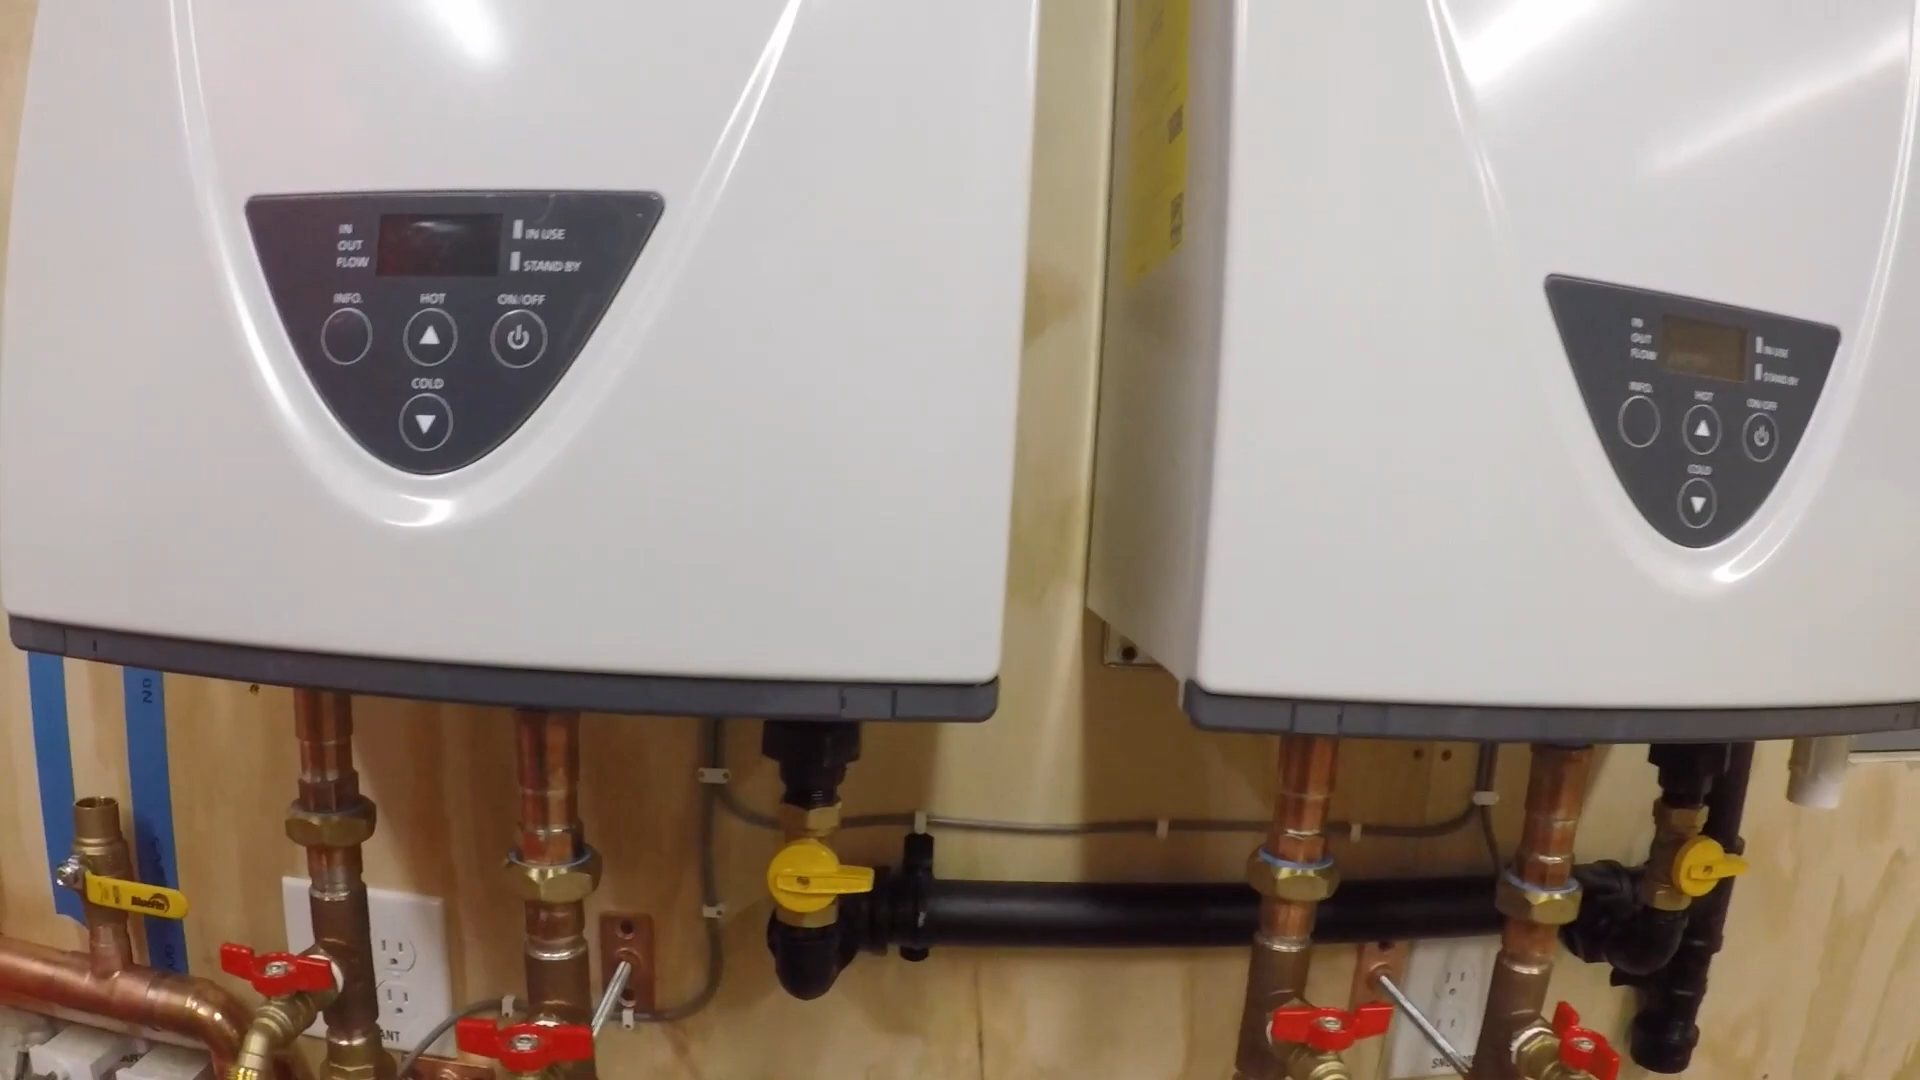 IN
OUT
FLOW
IN USE
STAND BY
INFO.
HOT
ON/OFF
COLD
IN
OUT
FLOW
IN USE
STAND BY
INFO.
HOT
ON/OFF
COLD
BlueFin